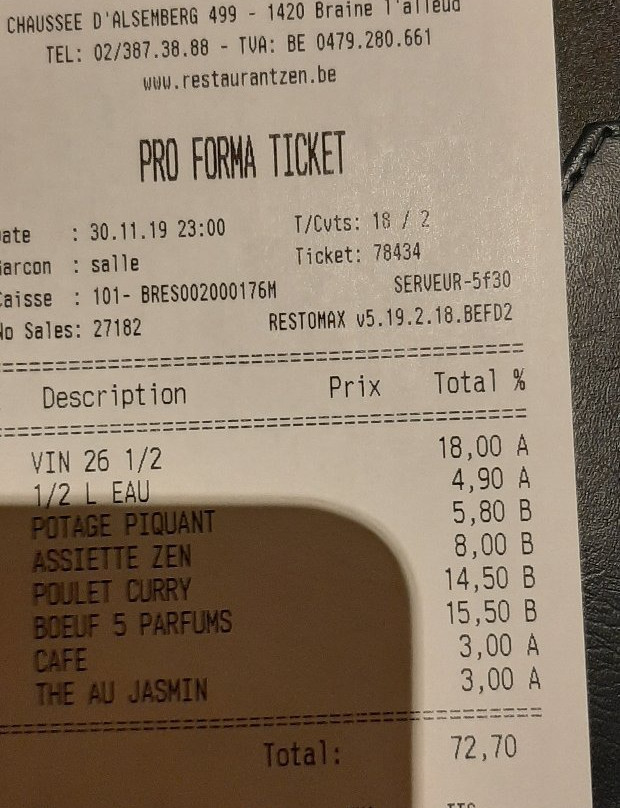 CHAUSSEE D'ALSEMBERG 499 - 1420 Braine l'alleud
TEL: 02/387.38.88 - TVA: BE 0479.280.661
www.restaurantzen.be
PRO FORMA TICKET
ate : 30.11.19 23:00 T/Cvts: 18 / 2
arcon : salle Ticket: 78434
aisse : 101- BRES002000176M SERVEUR-5f30
No Sales: 27182 RESTOMAX v5.19.2.18.BEFD2
Description Prix Total %
VIN 26 1/2 18,00 A
1/2 L EAU 4,90 A
POTAGE PIQUANT 5,80 B
ASSIETTE ZEN 8,00 B
POULET CURRY 14,50 B
BOEUF 5 PARFUMS 15,50 B
CAFE 3,00 A
THE AU JASMIN 3,00 A
Total: 72,70